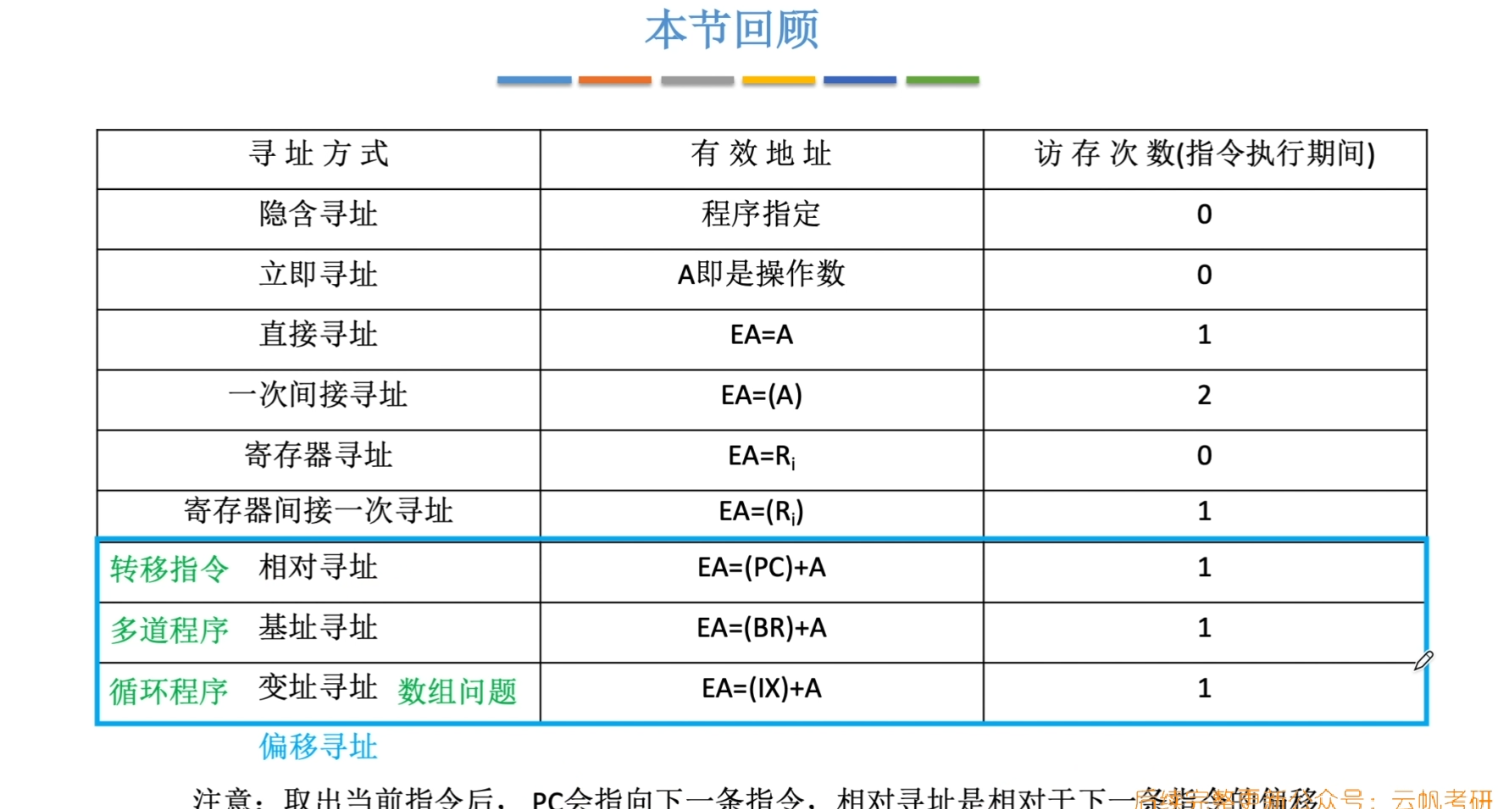 本节回顾
寻址方式 有效地址 访存次数(指令执行期间)
隐含寻址 程序指定 0
立即寻址 A即是操作数 0
直接寻址 EA=A 1
一次间接寻址 EA=(A) 2
寄存器寻址 EA=Ri 0
寄存器间接一次寻址 EA=(Ri) 1
转移指令 相对寻址 EA=(PC)+A 1
多道程序 基址寻址 EA=(BR)+A 1
循环程序 变址寻址 数组问题 EA=(IX)+A 1
偏移寻址
注意：取出当前指令后，PC会指向下一条指令，相对寻址是相对于下一条指令的偏移
众号：云帆考研